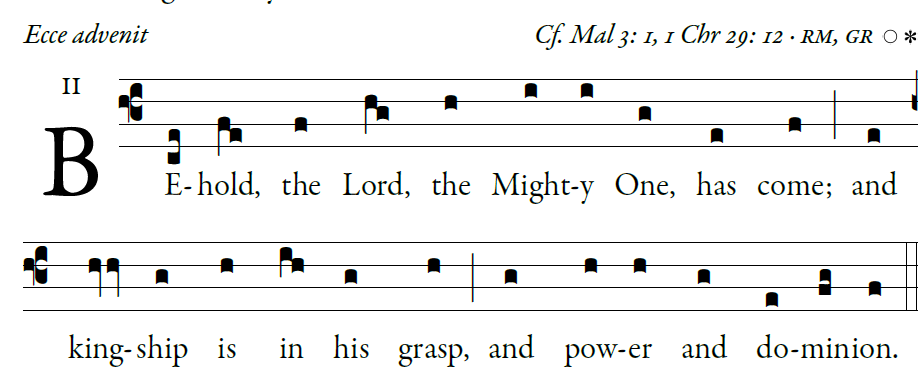 Ecce advenit Cf. Mal 3: 1, 1 Chr 29: 12 · RM, GR ○ *
II
BE-hold, the Lord, the Might-y One, has come; and
king-ship is in his grasp, and pow-er and do-minion.